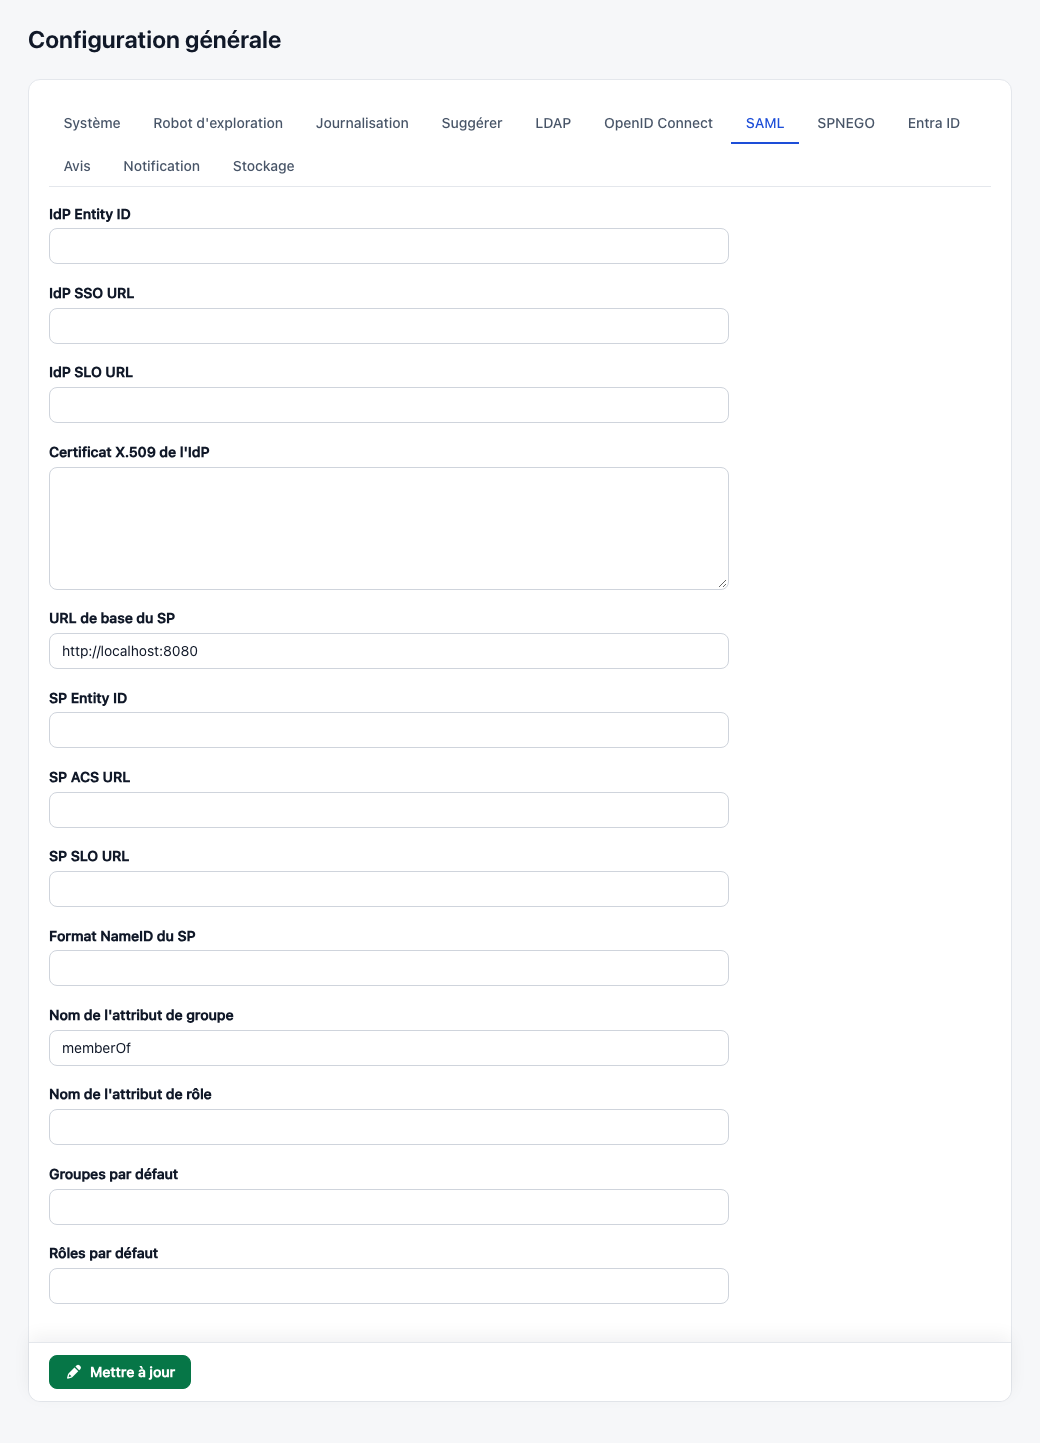 Configuration générale
Système Robot d'exploration Journalisation Suggérer LDAP OpenID Connect SAML SPNEGO Entra ID
Avis Notification Stockage
IdP Entity ID
IdP SSO URL
IdP SLO URL
Certificat X.509 de l'IdP
URL de base du SP
http://localhost:8080
SP Entity ID
SP ACS URL
SP SLO URL
Format NameID du SP
Nom de l'attribut de groupe
memberOf
Nom de l'attribut de rôle
Groupes par défaut
Rôles par défaut
Mettre à jour